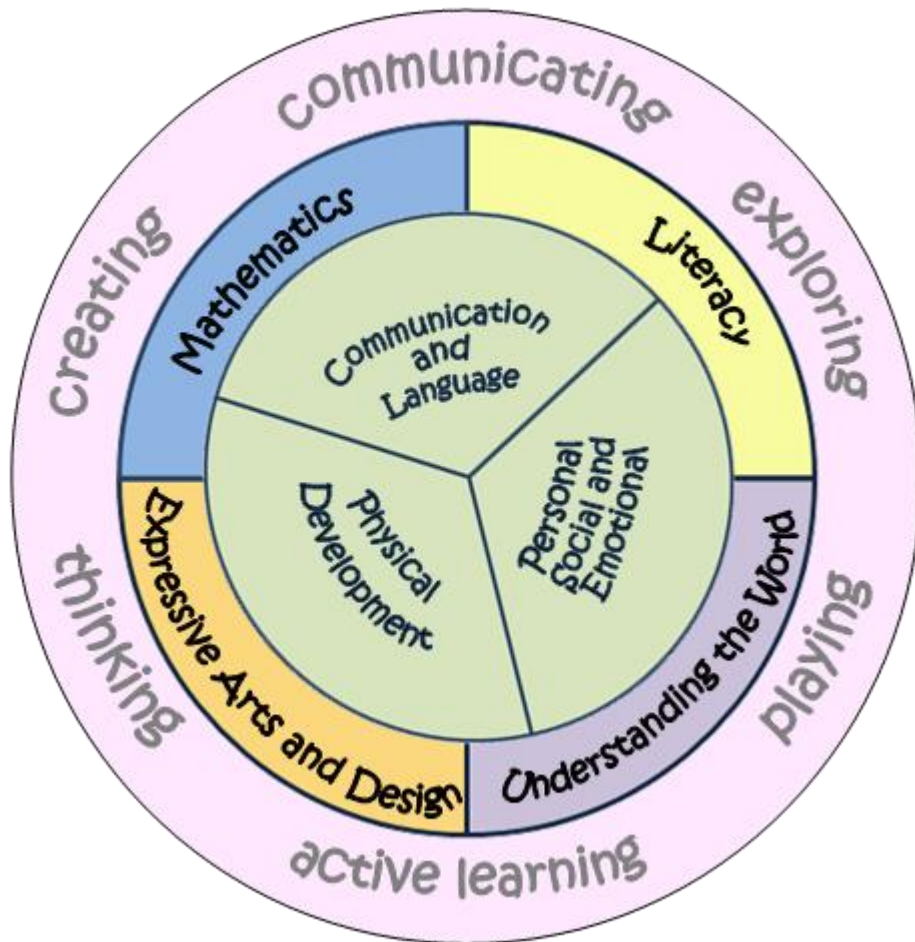 communicating
exploring
playing
active learning
thinking
creating
Mathematics
Literacy
Understanding the World
Expressive Arts and Design
Communication
and
Language
Personal
Social and
Emotional
Physical
Development